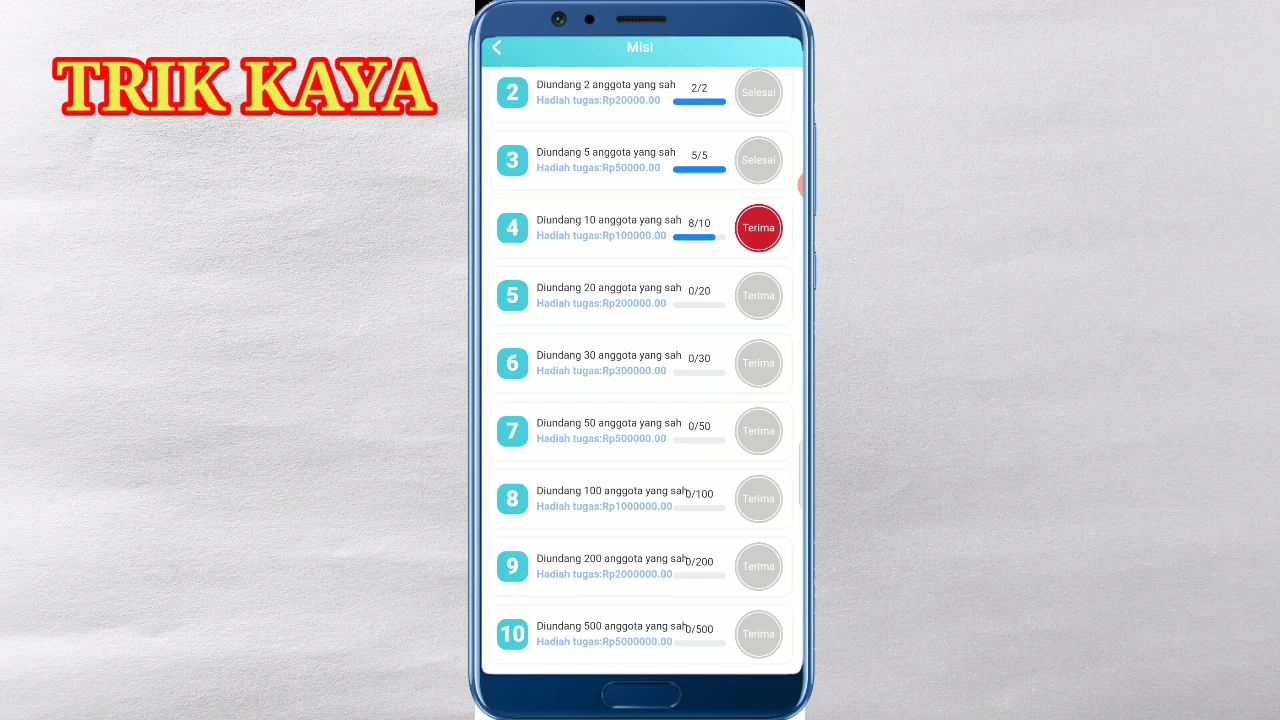 TRIK KAYA
Misi
2 Diundang 2 anggota yang sah 2/2 Selesai
Hadiah tugas:Rp20000.00
3 Diundang 5 anggota yang sah 5/5 Selesai
Hadiah tugas:Rp50000.00
4 Diundang 10 anggota yang sah 8/10 Terima
Hadiah tugas:Rp100000.00
5 Diundang 20 anggota yang sah 0/20 Terima
Hadiah tugas:Rp200000.00
6 Diundang 30 anggota yang sah 0/30 Terima
Hadiah tugas:Rp300000.00
7 Diundang 50 anggota yang sah 0/50 Terima
Hadiah tugas:Rp500000.00
8 Diundang 100 anggota yang sah 0/100 Terima
Hadiah tugas:Rp1000000.00
9 Diundang 200 anggota yang sah 0/200 Terima
Hadiah tugas:Rp2000000.00
10 Diundang 500 anggota yang sah 0/500 Terima
Hadiah tugas:Rp5000000.00